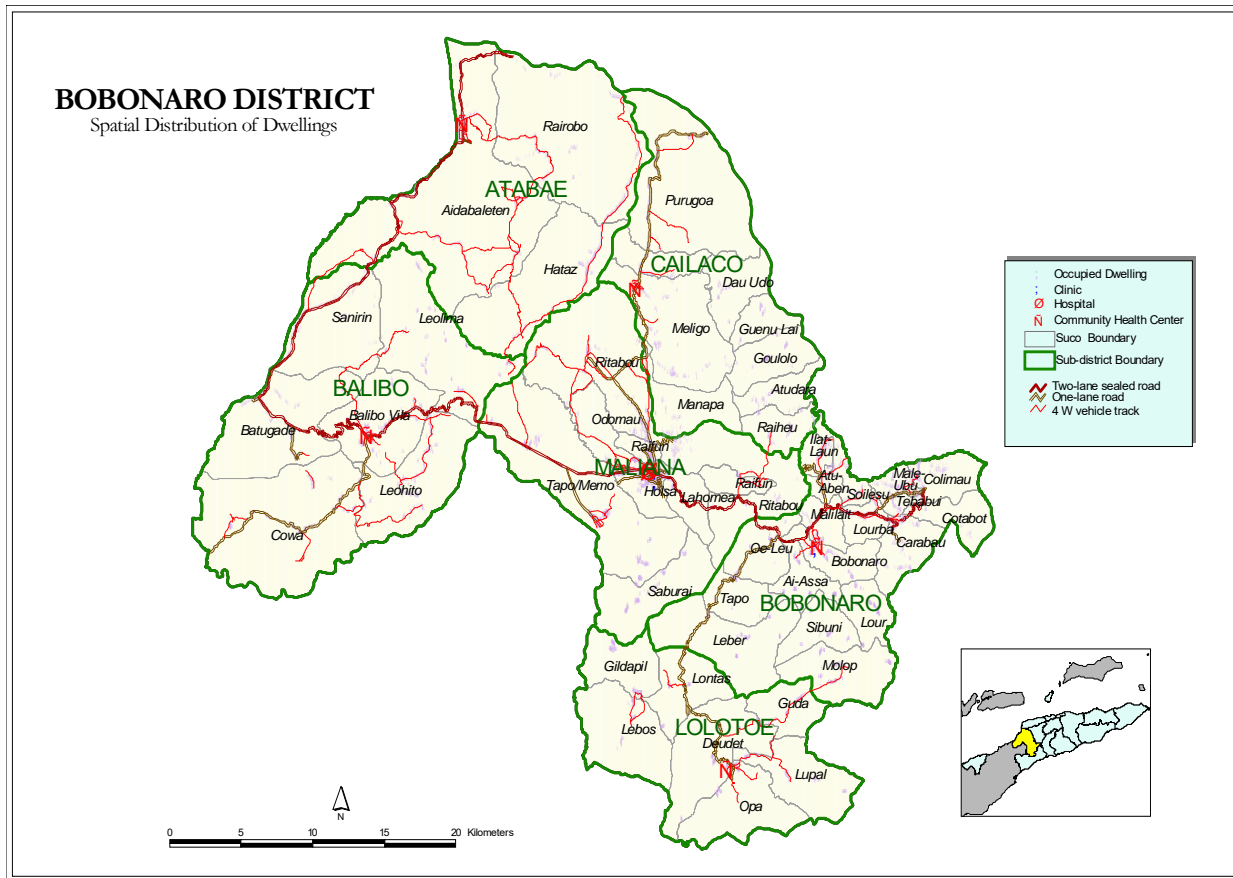 BOBONARO DISTRICT
Spatial Distribution of Dwellings
Rairobo
ATABAE
Aidabaleten
Hataz
Purugoa
CAILACO
Dau Udo
Meligo
Guenu Lai
Goulolo
Atudara
Manapa
Raiheu
Sanirin
Leolima
BALIBO
Balibo Vila
Batugade
Leohito
Cowa
Ritabou
Odomau
Raifun
MALIANA
Tapo/Memo
Holsa
Lahomea
Raifun
Ritabou
Saburai
Ilat-
Laun
Atu-
Aben
Soilesu
Male-
Ubu
Colimau
Tebabui
Malilait
Lourba
Cotabot
Carabau
Oe-Leu
Bobonaro
Ai-Assa
Tapo
BOBONARO
Leber
Sibuni
Lour
Molop
Gildapil
Lontas
Guda
Lebos
LOLOTOE
Deudet
Lupal
Opa
Occupied Dwelling
Clinic
Ø Hospital
Ñ Community Health Center
Suco Boundary
Sub-district Boundary
Two-lane sealed road
One-lane road
4 W vehicle track
N
0 5 10 15 20 Kilometers